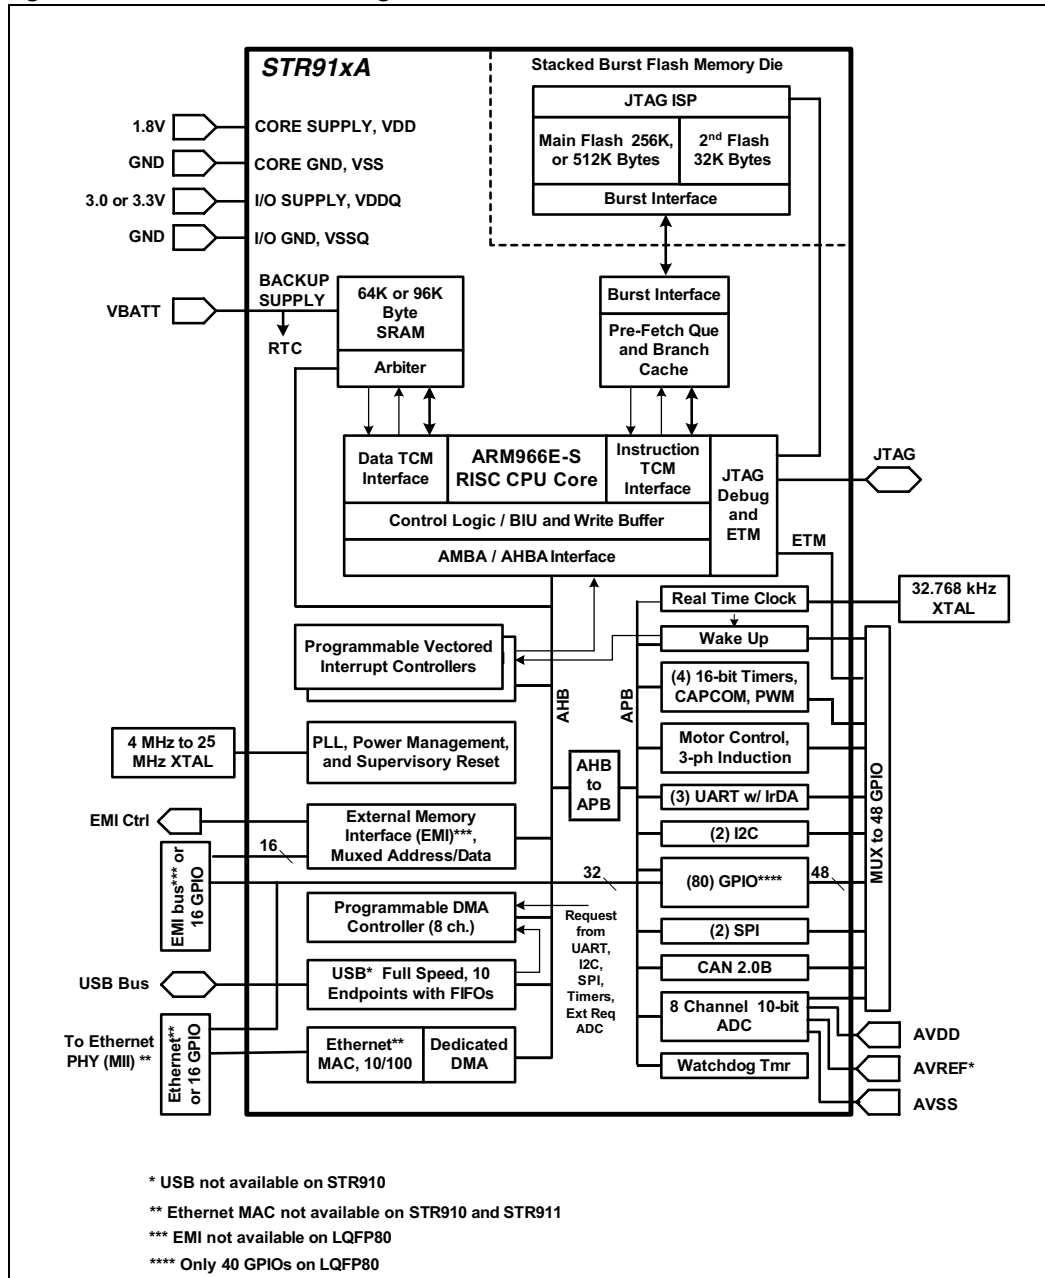 STR91xA
Stacked Burst Flash Memory Die
JTAG ISP
Main Flash 256K,
or 512K Bytes
2nd Flash
32K Bytes
Burst Interface
1.8V
CORE SUPPLY, VDD
GND
CORE GND, VSS
3.0 or 3.3V
I/O SUPPLY, VDDQ
GND
I/O GND, VSSQ
VBATT
BACKUP
SUPPLY
RTC
64K or 96K
Byte
SRAM
Arbiter
Burst Interface
Pre-Fetch Que
and Branch
Cache
Data TCM
Interface
ARM966E-S
RISC CPU Core
Instruction
TCM
Interface
JTAG
Debug
and
ETM
Control Logic / BIU and Write Buffer
AMBA / AHBA Interface
JTAG
ETM
Real Time Clock
32.768 kHz
XTAL
Wake Up
Programmable Vectored
Interrupt Controllers
AHB
APB
(4) 16-bit Timers,
CAPCOM, PWM
4 MHz to 25
MHz XTAL
PLL, Power Management,
and Supervisory Reset
AHB
to
APB
Motor Control,
3-ph Induction
(3) UART w/ IrDA
MUX to 48 GPIO
EMI Ctrl
External Memory
Interface (EMI)***,
Muxed Address/Data
16
EMI bus*** or
16 GPIO
(2) I2C
32
(80) GPIO****
48
Programmable DMA
Controller (8 ch.)
Request
from
UART,
I2C,
SPI,
Timers,
Ext Req
ADC
(2) SPI
CAN 2.0B
USB Bus
USB* Full Speed, 10
Endpoints with FIFOs
8 Channel 10-bit
ADC
AVDD
AVREF*
AVSS
To Ethernet
PHY (MII) **
Ethernet**
or 16 GPIO
Ethernet**
MAC, 10/100
Dedicated
DMA
Watchdog Tmr
* USB not available on STR910
** Ethernet MAC not available on STR910 and STR911
*** EMI not available on LQFP80
**** Only 40 GPIOs on LQFP80